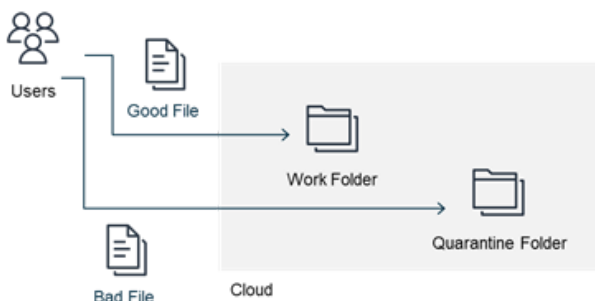 Users
Good File
Work Folder
Quarantine Folder
Bad File
Cloud